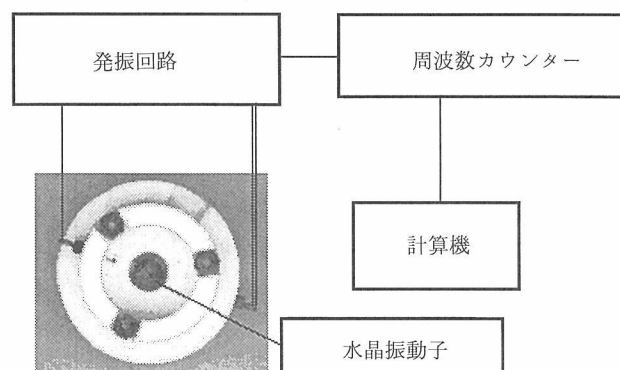 発振回路
周波数カウンター
計算機
水晶振動子